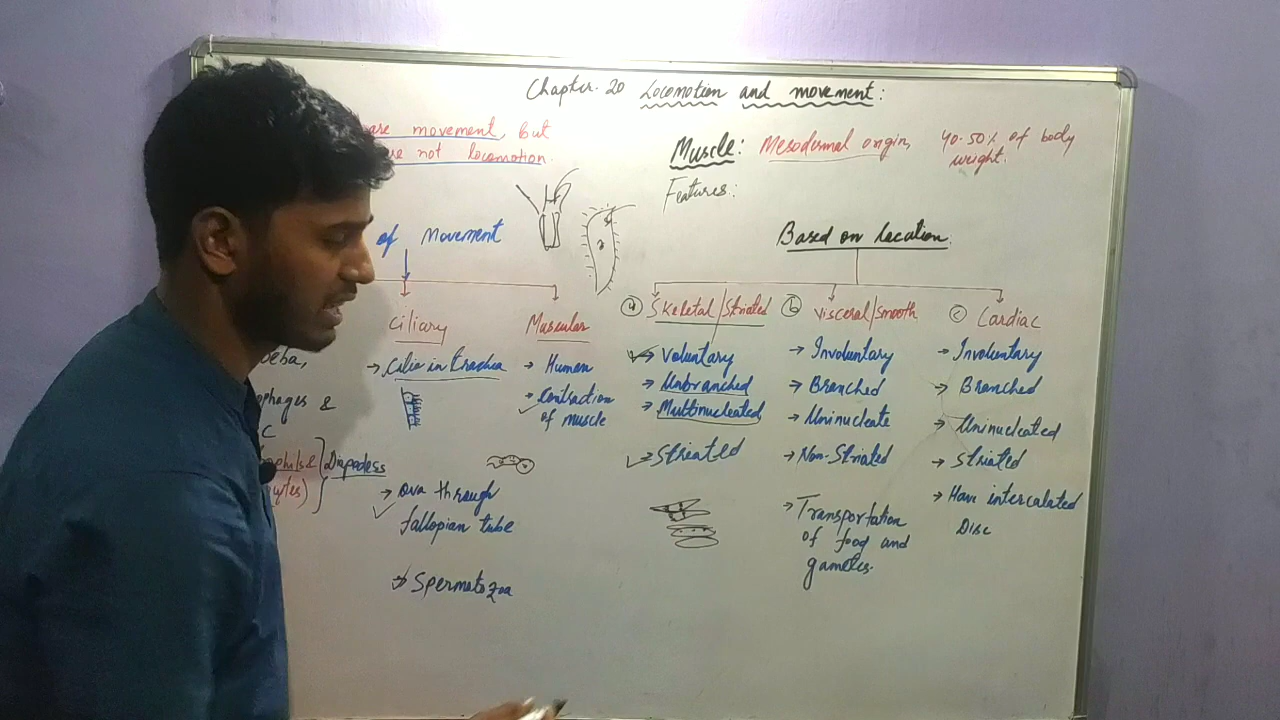 Chapter. 20 Locomotion and movement:
are movement, but
not locomotion.
of Movement
Ciliary
→ Cilia in trachea
→ Ova through
fallopian tube
→ Spermatozoa
Muscular
→ Human
→ Contraction
of muscle
phages &
C
&) Diapedess
Muscle: Mesodermal origin, 40-50% of body
weight.
Features:
Based on location.
(a) Skeletal/Striated
→ Voluntary
→ Unbranched
→ Multinucleated
→ Striated
(b) Visceral/Smooth
→ Involuntary
→ Branched
→ Uninucleate
→ Non-Striated
→ Transportation
of food and
gametes.
(c) Cardiac
→ Involuntary
→ Branched
→ Uninucleated
→ Striated
→ Have intercalated
Disc